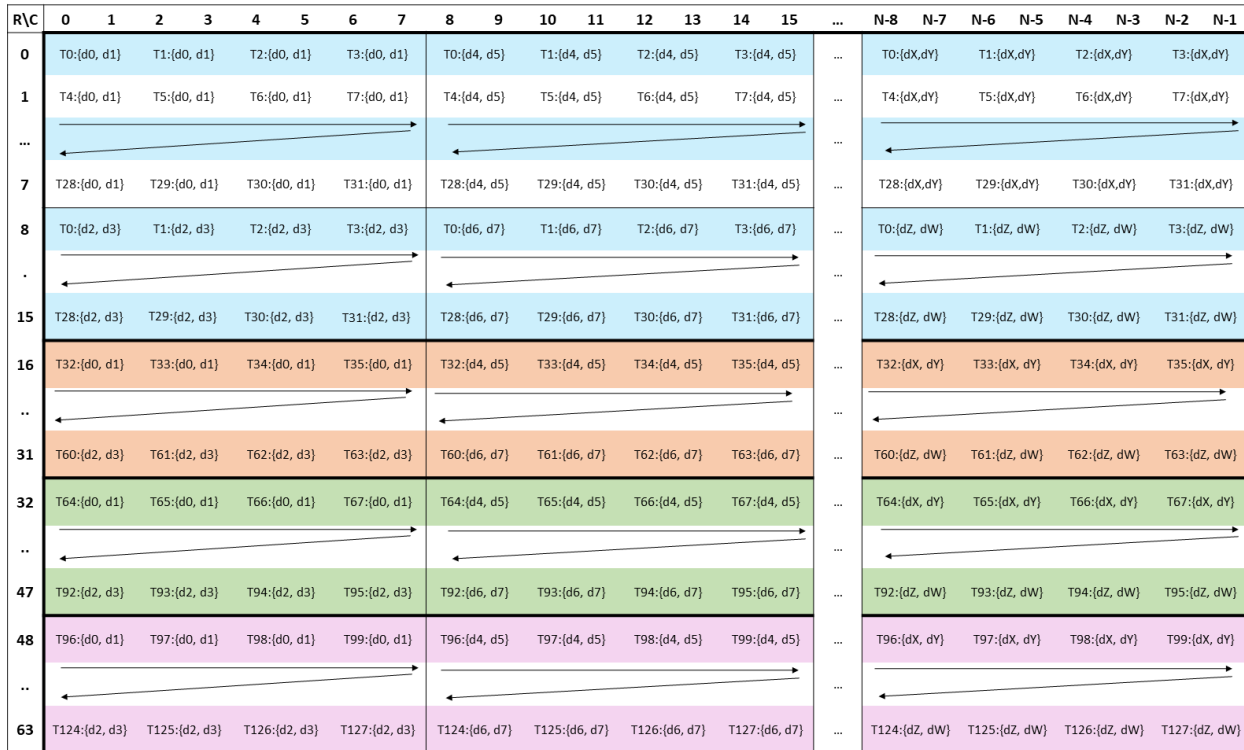 R\C 0 1 2 3 4 5 6 7 8 9 10 11 12 13 14 15 ... N-8 N-7 N-6 N-5 N-4 N-3 N-2 N-1
0 T0:{d0, d1} T1:{d0, d1} T2:{d0, d1} T3:{d0, d1} T0:{d4, d5} T1:{d4, d5} T2:{d4, d5} T3:{d4, d5} ... T0:{dX,dY} T1:{dX,dY} T2:{dX,dY} T3:{dX,dY}
1 T4:{d0, d1} T5:{d0, d1} T6:{d0, d1} T7:{d0, d1} T4:{d4, d5} T5:{d4, d5} T6:{d4, d5} T7:{d4, d5} ... T4:{dX,dY} T5:{dX,dY} T6:{dX,dY} T7:{dX,dY}
... ...
7 T28:{d0, d1} T29:{d0, d1} T30:{d0, d1} T31:{d0, d1} T28:{d4, d5} T29:{d4, d5} T30:{d4, d5} T31:{d4, d5} ... T28:{dX,dY} T29:{dX,dY} T30:{dX,dY} T31:{dX,dY}
8 T0:{d2, d3} T1:{d2, d3} T2:{d2, d3} T3:{d2, d3} T0:{d6, d7} T1:{d6, d7} T2:{d6, d7} T3:{d6, d7} ... T0:{dZ, dW} T1:{dZ, dW} T2:{dZ, dW} T3:{dZ, dW}
. ...
15 T28:{d2, d3} T29:{d2, d3} T30:{d2, d3} T31:{d2, d3} T28:{d6, d7} T29:{d6, d7} T30:{d6, d7} T31:{d6, d7} ... T28:{dZ, dW} T29:{dZ, dW} T30:{dZ, dW} T31:{dZ, dW}
16 T32:{d0, d1} T33:{d0, d1} T34:{d0, d1} T35:{d0, d1} T32:{d4, d5} T33:{d4, d5} T34:{d4, d5} T35:{d4, d5} ... T32:{dX, dY} T33:{dX, dY} T34:{dX, dY} T35:{dX, dY}
.. ...
31 T60:{d2, d3} T61:{d2, d3} T62:{d2, d3} T63:{d2, d3} T60:{d6, d7} T61:{d6, d7} T62:{d6, d7} T63:{d6, d7} ... T60:{dZ, dW} T61:{dZ, dW} T62:{dZ, dW} T63:{dZ, dW}
32 T64:{d0, d1} T65:{d0, d1} T66:{d0, d1} T67:{d0, d1} T64:{d4, d5} T65:{d4, d5} T66:{d4, d5} T67:{d4, d5} ... T64:{dX, dY} T65:{dX, dY} T66:{dX, dY} T67:{dX, dY}
.. ...
47 T92:{d2, d3} T93:{d2, d3} T94:{d2, d3} T95:{d2, d3} T92:{d6, d7} T93:{d6, d7} T94:{d6, d7} T95:{d6, d7} ... T92:{dZ, dW} T93:{dZ, dW} T94:{dZ, dW} T95:{dZ, dW}
48 T96:{d0, d1} T97:{d0, d1} T98:{d0, d1} T99:{d0, d1} T96:{d4, d5} T97:{d4, d5} T98:{d4, d5} T99:{d4, d5} ... T96:{dX, dY} T97:{dX, dY} T98:{dX, dY} T99:{dX, dY}
.. ...
63 T124:{d2, d3} T125:{d2, d3} T126:{d2, d3} T127:{d2, d3} T124:{d6, d7} T125:{d6, d7} T126:{d6, d7} T127:{d6, d7} ... T124:{dZ, dW} T125:{dZ, dW} T126:{dZ, dW} T127:{dZ, dW}